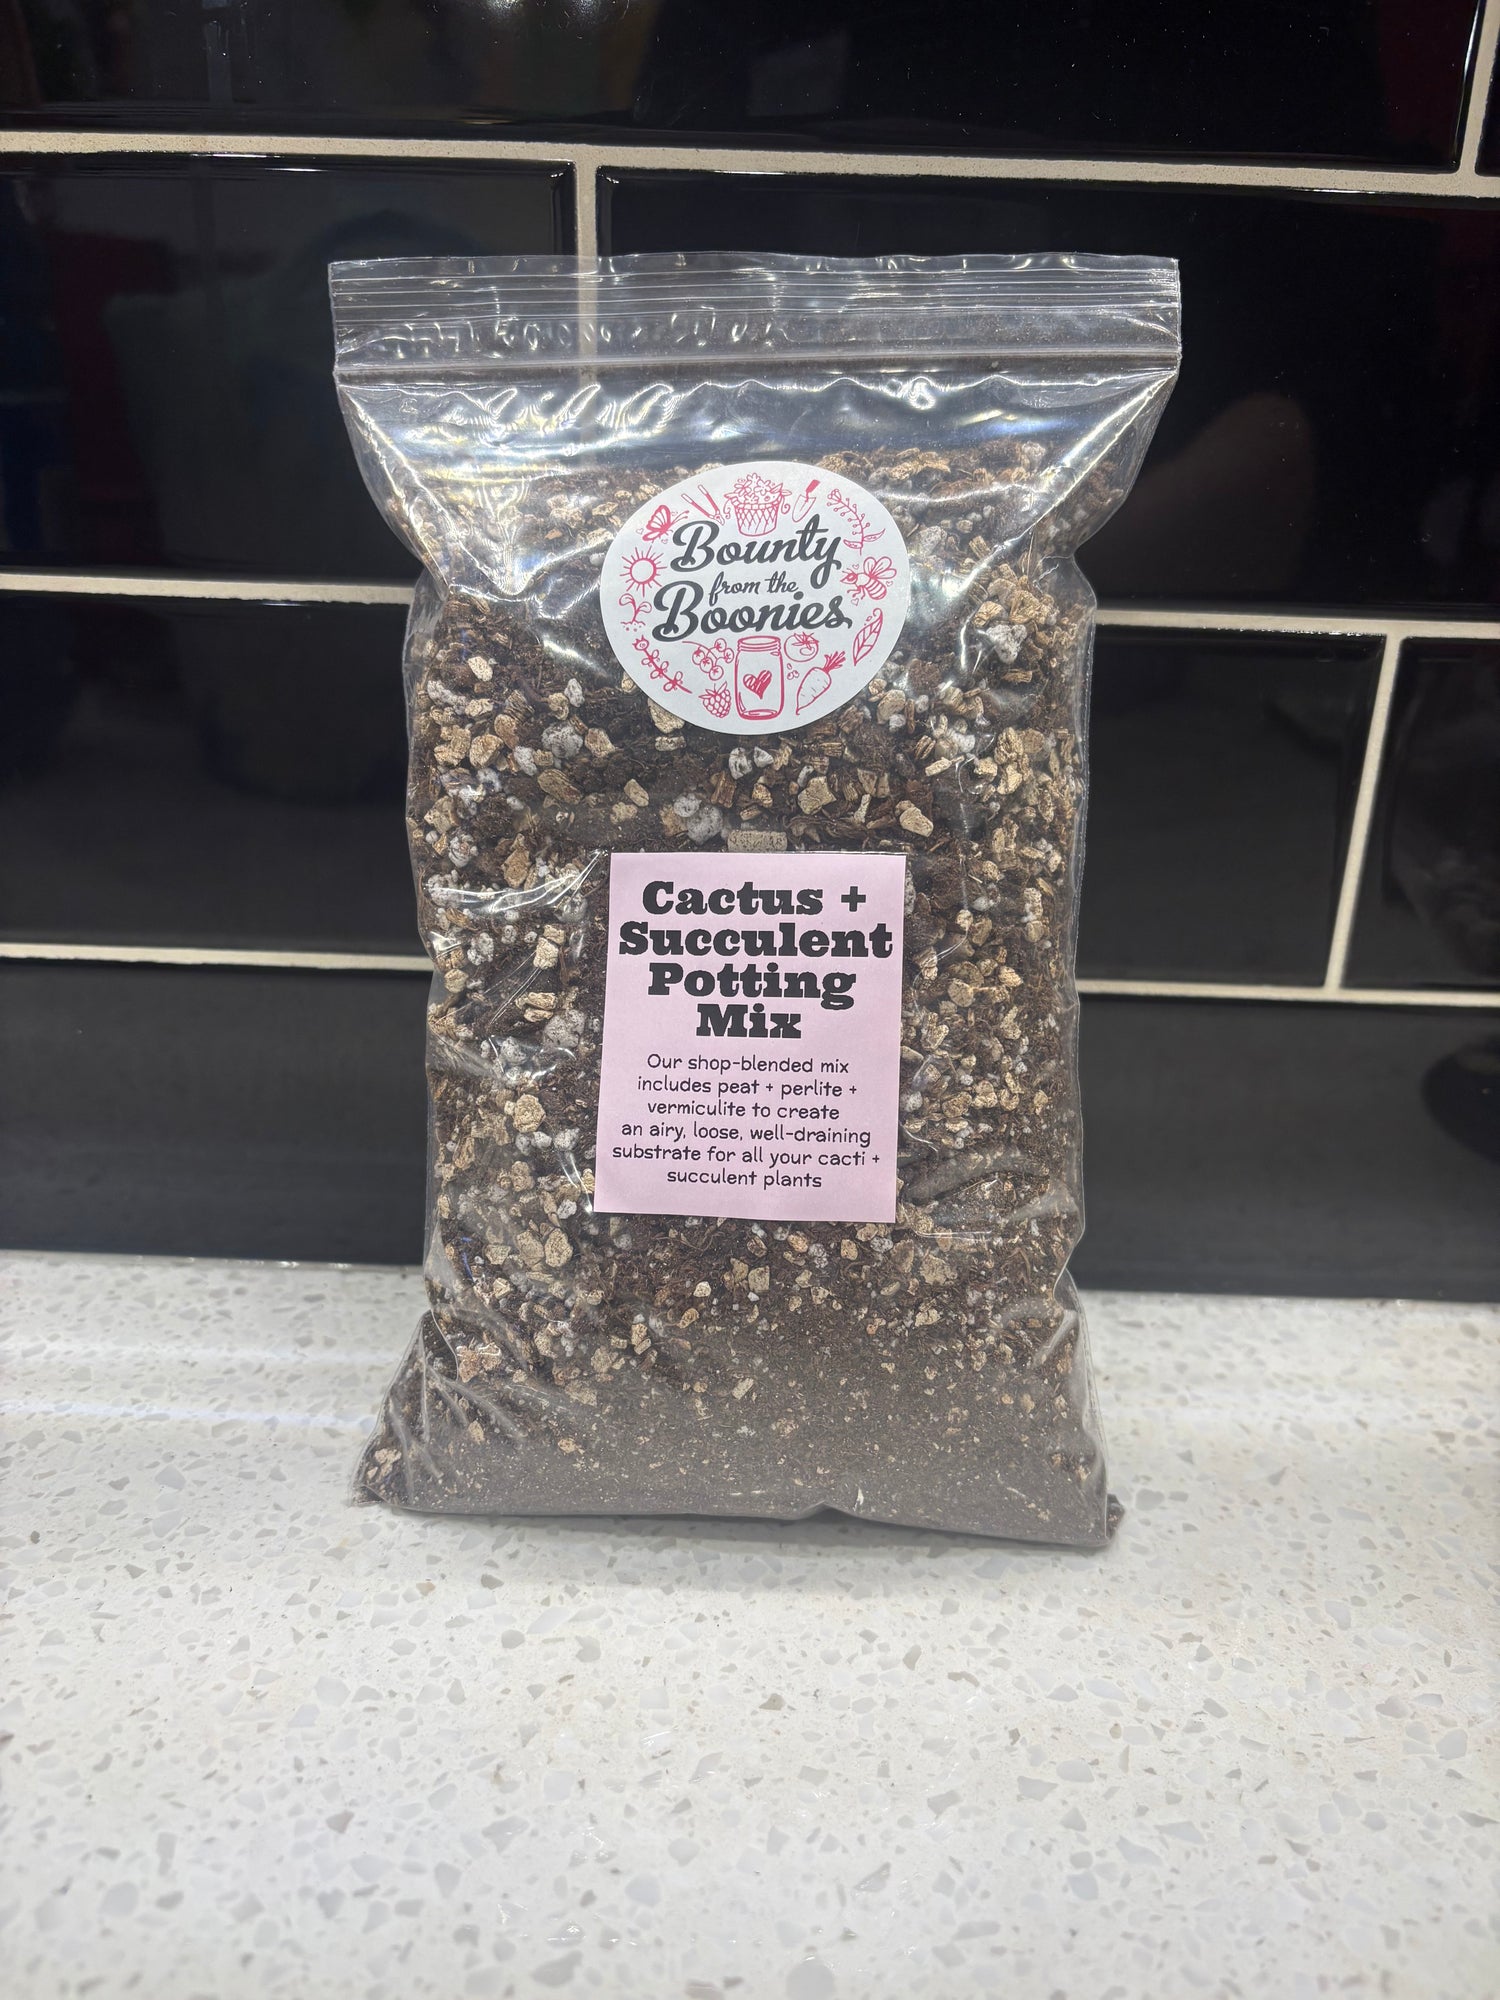 Bounty
from the
Boonies
Cactus +
Succulent
Potting
Mix
Our shop-blended mix
includes peat + perlite +
vermiculite to create
an airy, loose, well-draining
substrate for all your cacti +
succulent plants